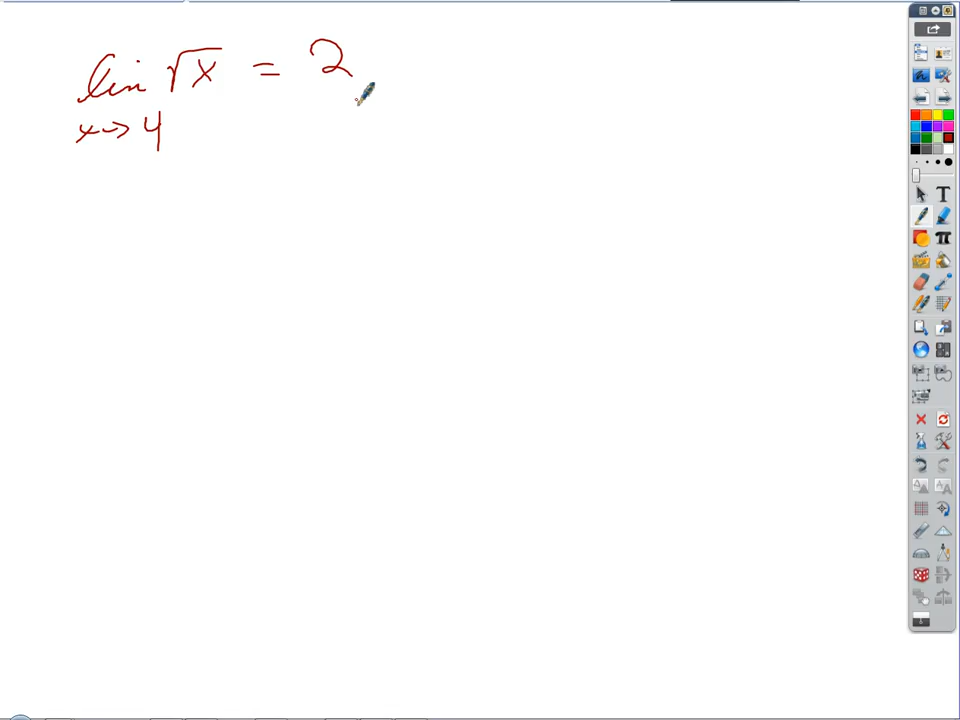 lim √x = 2
x→4